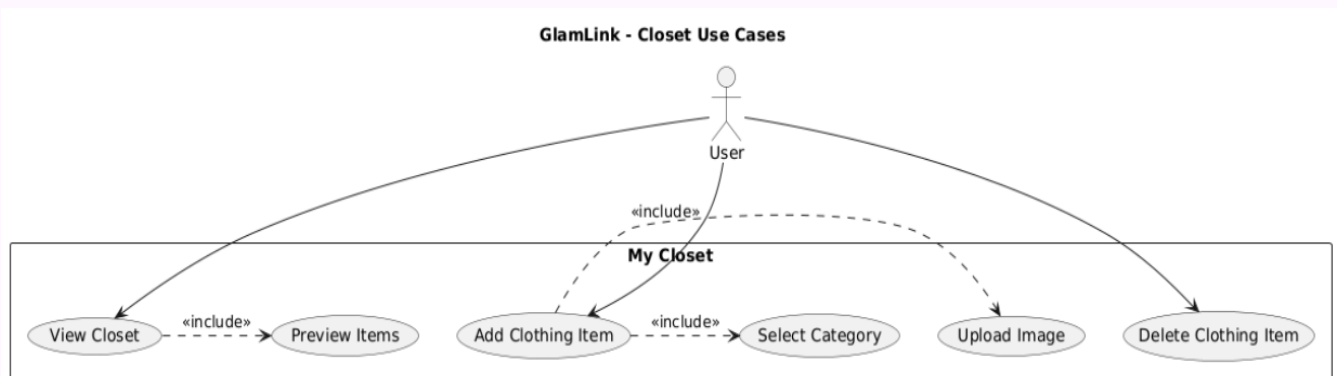 GlamLink - Closet Use Cases
User
«include»
My Closet
View Closet
«include»
Preview Items
Add Clothing Item
«include»
Select Category
Upload Image
Delete Clothing Item